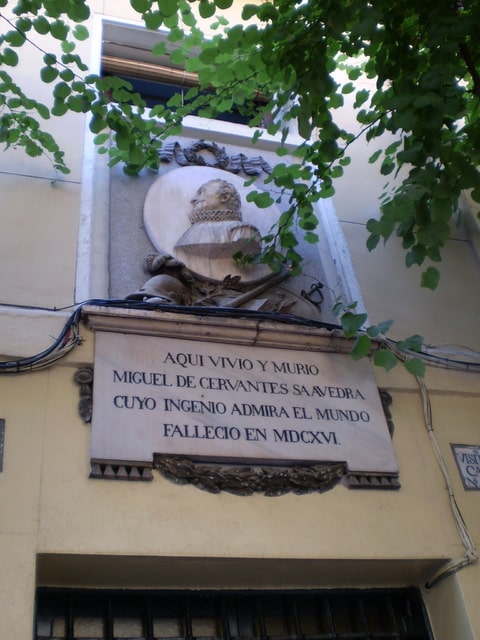 AQUI VIVIO Y MURIO
MIGUEL DE CERVANTES SAAVEDRA
CUYO INGENIO ADMIRA EL MUNDO
FALLECIO EN MDCXVI.